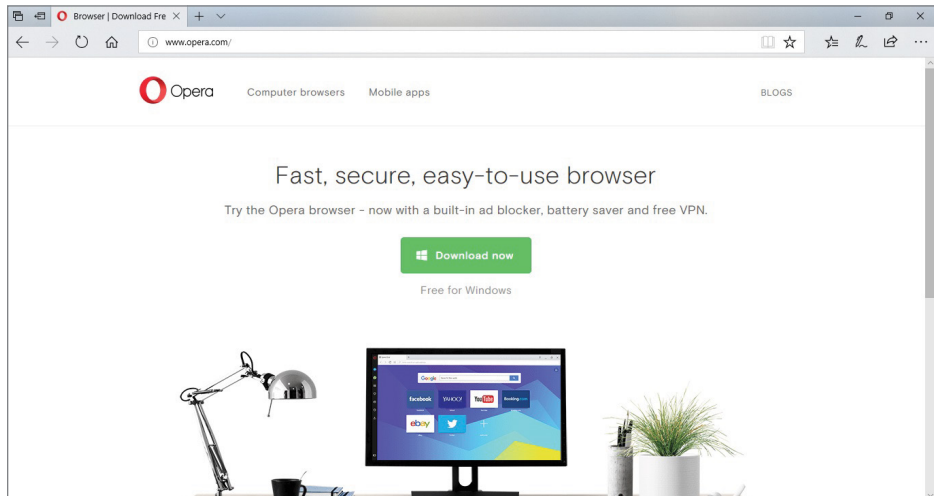 Browser | Download Fre
www.opera.com/
Opera
Computer browsers
Mobile apps
BLOGS
Fast, secure, easy-to-use browser
Try the Opera browser - now with a built-in ad blocker, battery saver and free VPN.
Download now
Free for Windows
Google
facebook
YAHOO!
YouTube
Booking.com
ebay